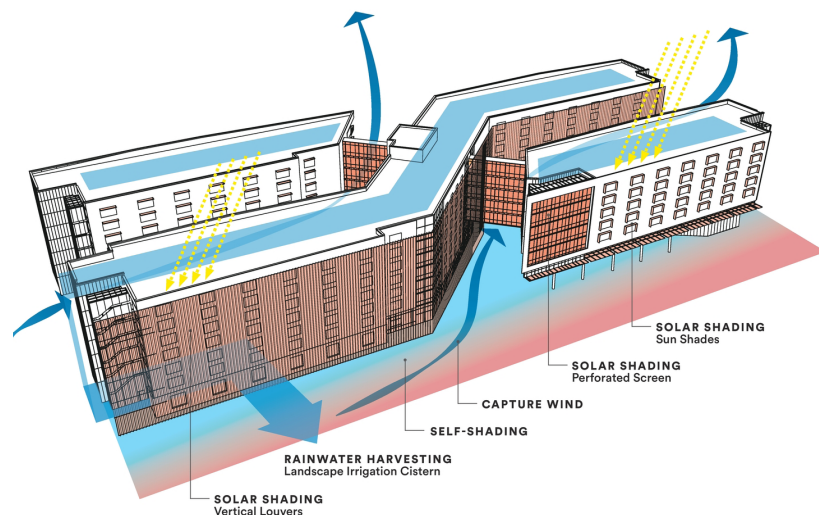 SOLAR SHADING
Sun Shades
SOLAR SHADING
Perforated Screen
CAPTURE WIND
SELF-SHADING
RAINWATER HARVESTING
Landscape Irrigation Cistern
SOLAR SHADING
Vertical Louvers